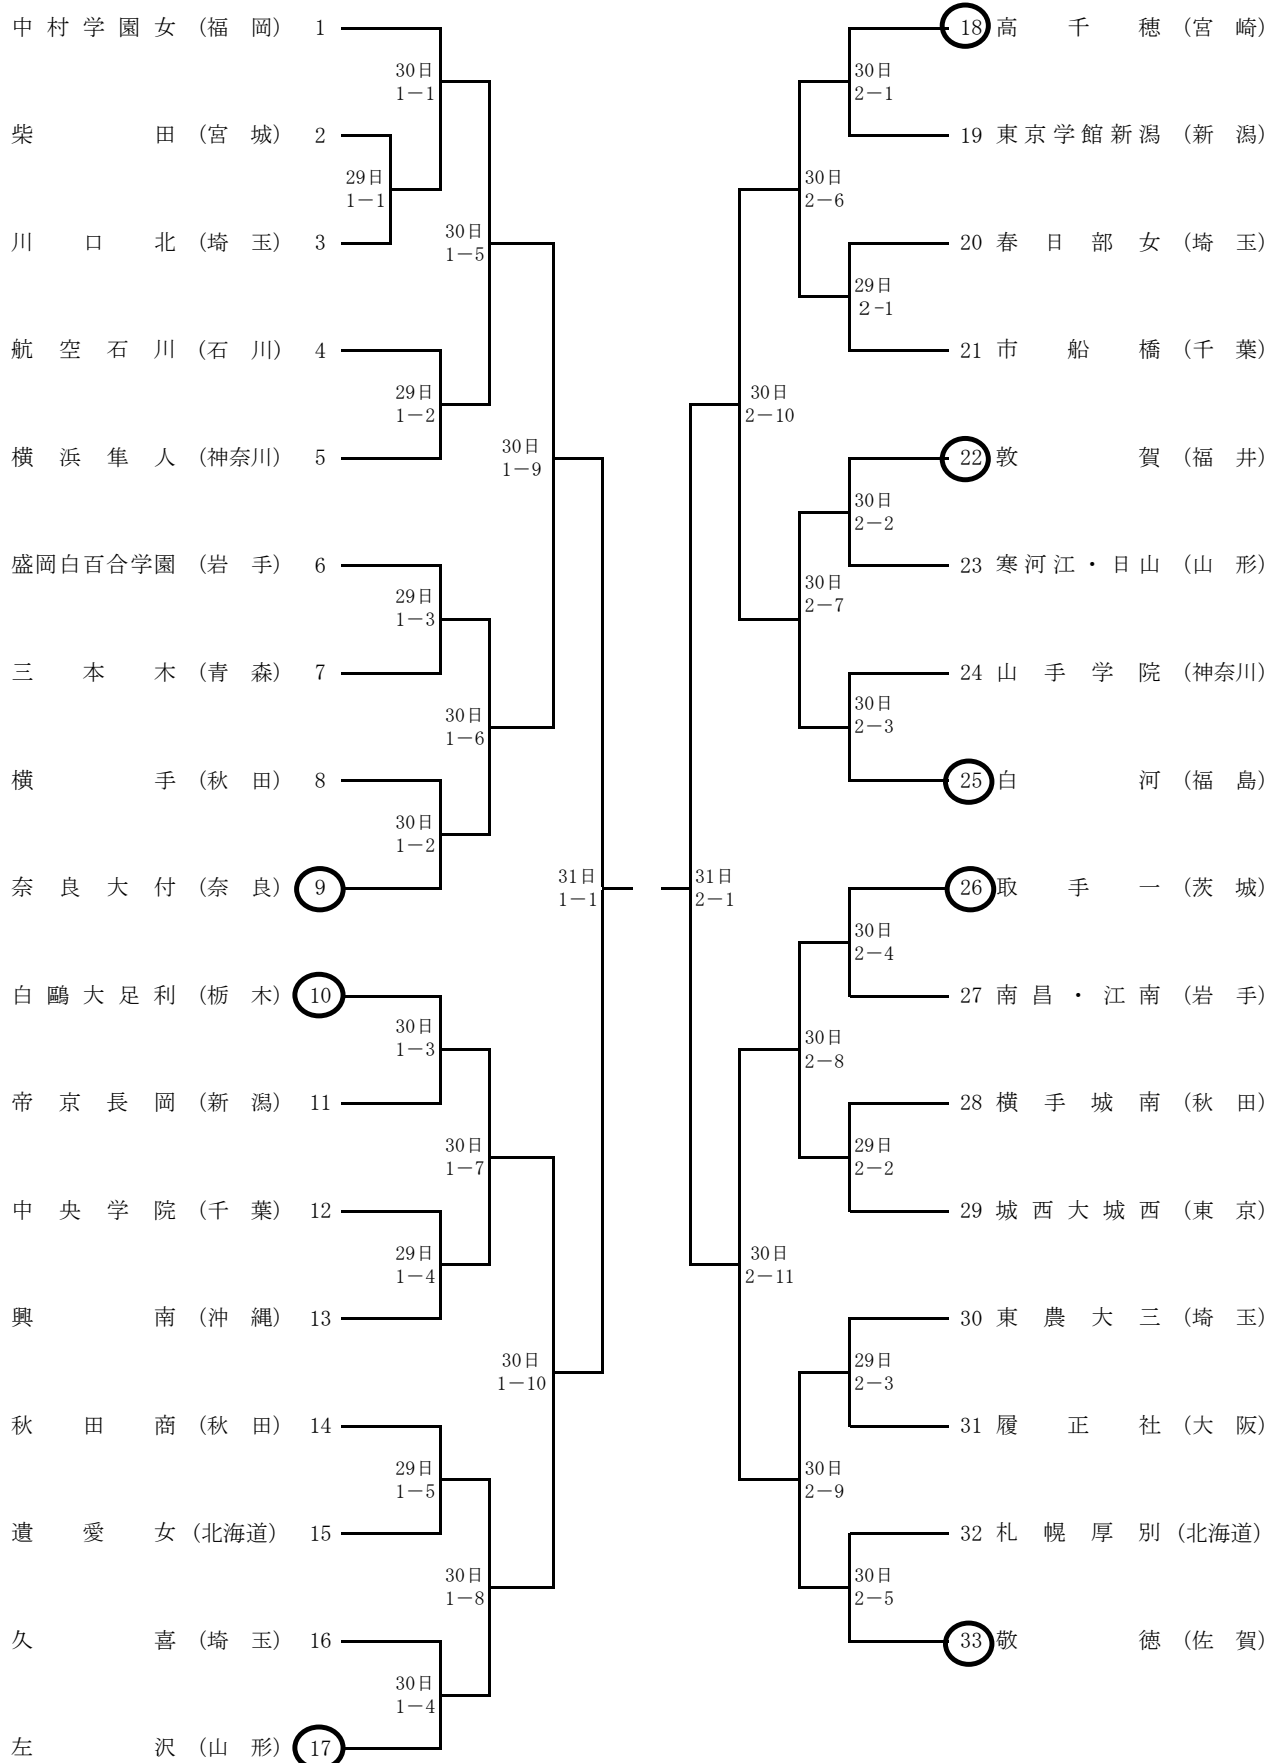 中村学園女 (福岡) 1
30日
1－1
柴田 (宮城) 2
29日
1－1
川口北 (埼玉) 3
30日
1－5
航空石川 (石川) 4
29日
1－2
横浜隼人 (神奈川) 5
30日
1－9
盛岡白百合学園 (岩手) 6
29日
1－3
三本木 (青森) 7
30日
1－6
横手 (秋田) 8
30日
1－2
奈良大付 (奈良) 9
31日
1－1
白鷗大足利 (栃木) 10
30日
1－3
帝京長岡 (新潟) 11
30日
1－7
中央学院 (千葉) 12
29日
1－4
興南 (沖縄) 13
30日
1－10
秋田商 (秋田) 14
29日
1－5
遺愛女 (北海道) 15
30日
1－8
久喜 (埼玉) 16
30日
1－4
左沢 (山形) 17
18 高千穂 (宮崎)
30日
2－1
19 東京学館新潟 (新潟)
30日
2－6
20 春日部女 (埼玉)
29日
2-1
21 市船橋 (千葉)
30日
2－10
22 敦賀 (福井)
30日
2－2
23 寒河江・日山 (山形)
30日
2－7
24 山手学院 (神奈川)
30日
2－3
25 白河 (福島)
31日
2－1
26 取手一 (茨城)
30日
2－4
27 南昌・江南 (岩手)
30日
2－8
28 横手城南 (秋田)
29日
2－2
29 城西大城西 (東京)
30日
2－11
30 東農大三 (埼玉)
29日
2－3
31 履正社 (大阪)
30日
2－9
32 札幌厚別 (北海道)
30日
2－5
33 敬徳 (佐賀)